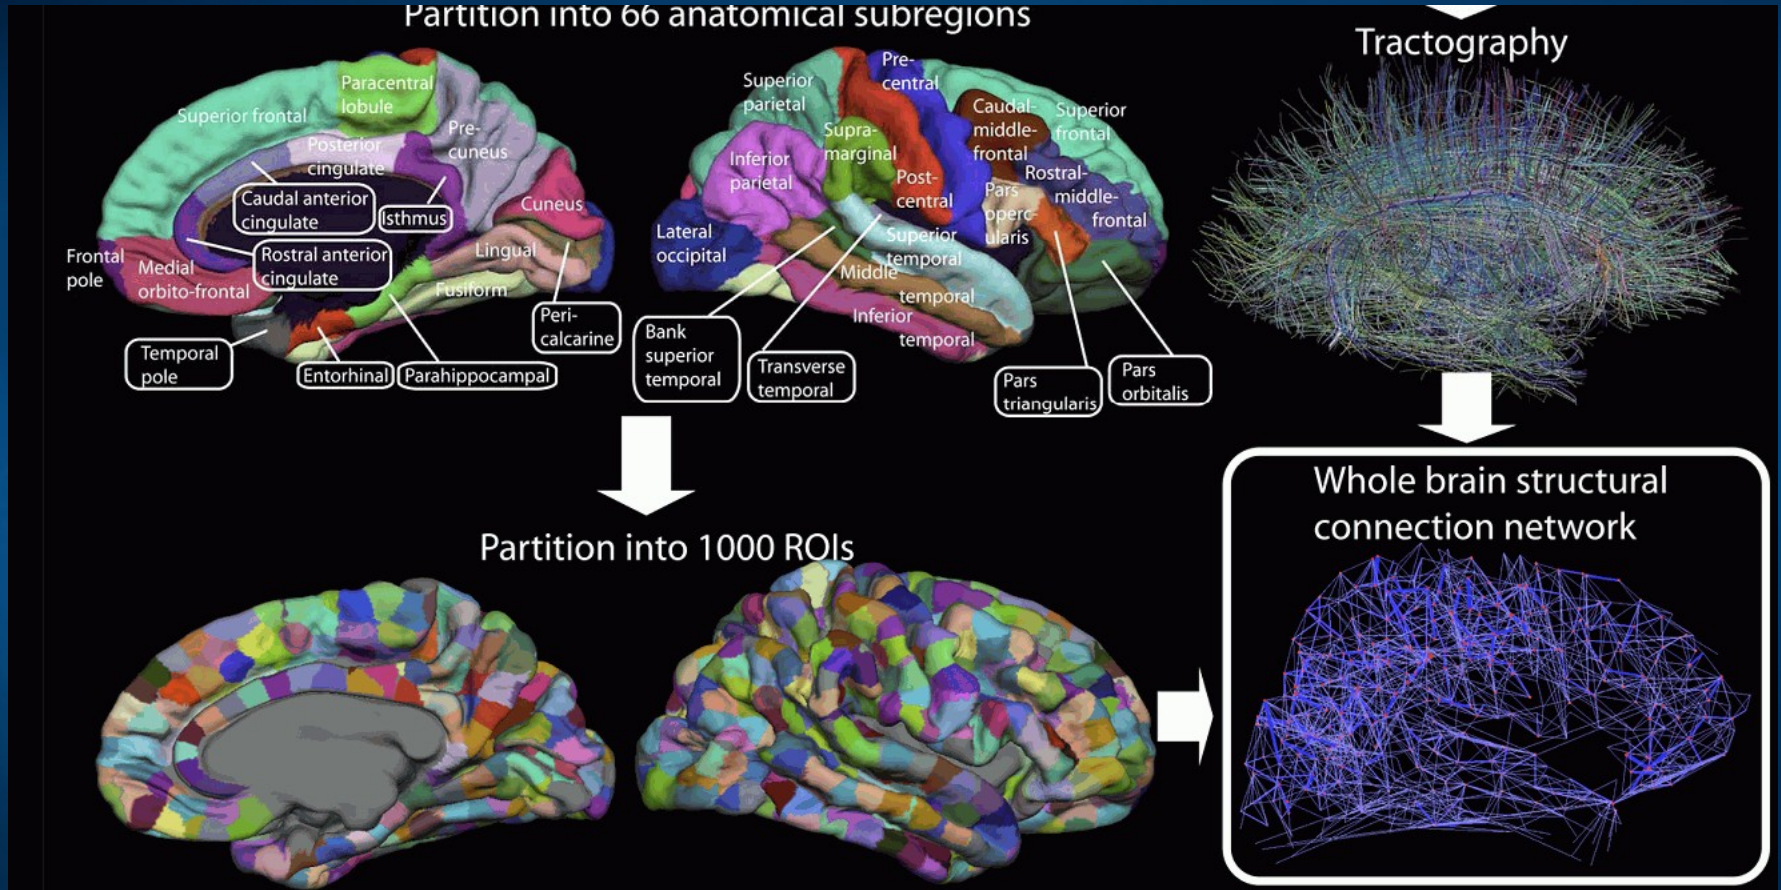 Partition into 66 anatomical subregions
Paracentral
lobule
Superior frontal
Pre-
cuneus
Posterior
cingulate
Caudal anterior
cingulate
Isthmus
Cuneus
Rostral anterior
cingulate
Lingual
Frontal
pole
Medial
orbito-frontal
Fusiform
Peri-
calcarine
Temporal
pole
Entorhinal
Parahippocampal
Superior
parietal
Pre-
central
Caudal-
middle-
frontal
Superior
frontal
Supra-
marginal
Inferior
parietal
Post-
central
Rostral-
middle-
frontal
Pars
operc-
ularis
Lateral
occipital
Superior
temporal
Middle
temporal
Inferior
temporal
Bank
superior
temporal
Transverse
temporal
Pars
triangularis
Pars
orbitalis
Tractography
Partition into 1000 ROIs
Whole brain structural
connection network